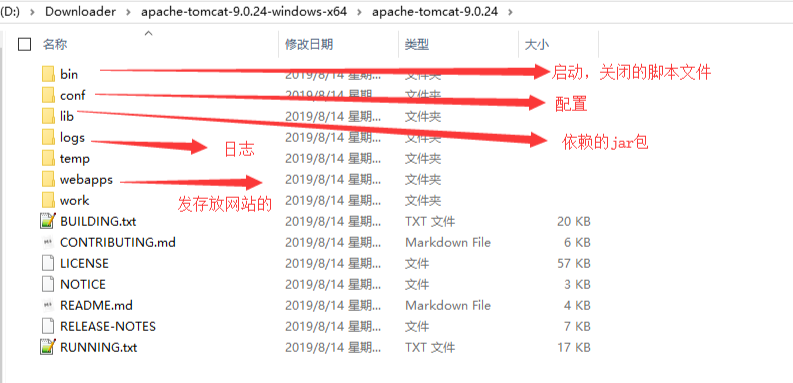 (D:) > Downloader > apache-tomcat-9.0.24-windows-x64 > apache-tomcat-9.0.24 >
名称 修改日期 类型 大小
bin 2019/8/14 星期... 文件夹 启动，关闭的脚本文件
conf 2019/8/14 星期... 文件夹 配置
lib 2019/8/14 星期... 文件夹
logs 2019/8/14 星期... 文件夹 依赖的jar包
日志
temp 2019/8/14 星期... 文件夹
webapps 2019/8/14 星期... 文件夹
work 2019/8/14 星期... 文件夹
发存放网站的
BUILDING.txt 2019/8/14 星期... TXT 文件 20 KB
CONTRIBUTING.md 2019/8/14 星期... Markdown File 6 KB
LICENSE 2019/8/14 星期... 文件 57 KB
NOTICE 2019/8/14 星期... 文件 3 KB
README.md 2019/8/14 星期... Markdown File 4 KB
RELEASE-NOTES 2019/8/14 星期... 文件 7 KB
RUNNING.txt 2019/8/14 星期... TXT 文件 17 KB